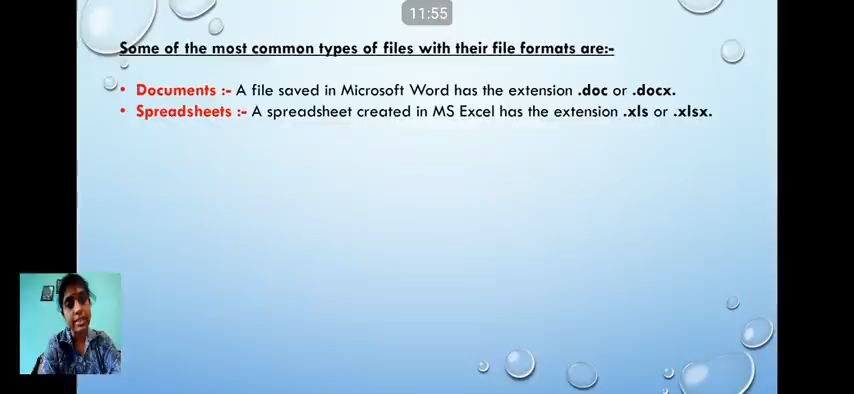 11:55
Some of the most common types of files with their file formats are:-
• Documents :- A file saved in Microsoft Word has the extension .doc or .docx.
• Spreadsheets :- A spreadsheet created in MS Excel has the extension .xls or .xlsx.